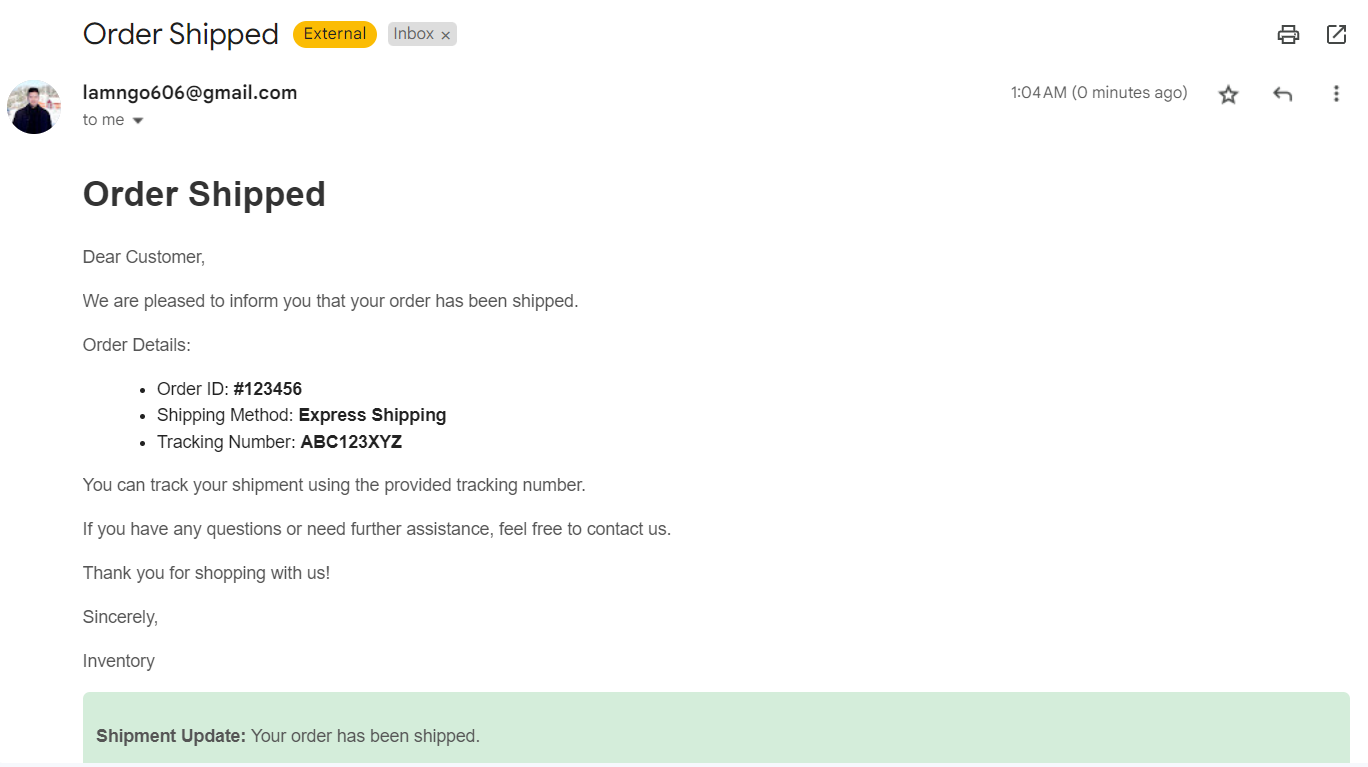 Order Shipped External Inbox ×
lamngo606@gmail.com 1:04 AM (0 minutes ago)
to me
Order Shipped
Dear Customer,
We are pleased to inform you that your order has been shipped.
Order Details:
• Order ID: #123456
• Shipping Method: Express Shipping
• Tracking Number: ABC123XYZ
You can track your shipment using the provided tracking number.
If you have any questions or need further assistance, feel free to contact us.
Thank you for shopping with us!
Sincerely,
Inventory
Shipment Update: Your order has been shipped.